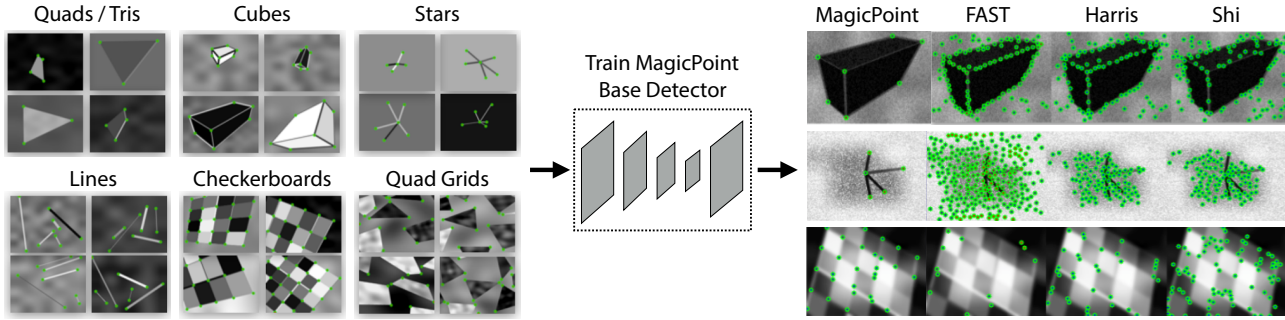 Quads / Tris
Cubes
Stars
Lines
Checkerboards
Quad Grids
Train MagicPoint
Base Detector
MagicPoint
FAST
Harris
Shi